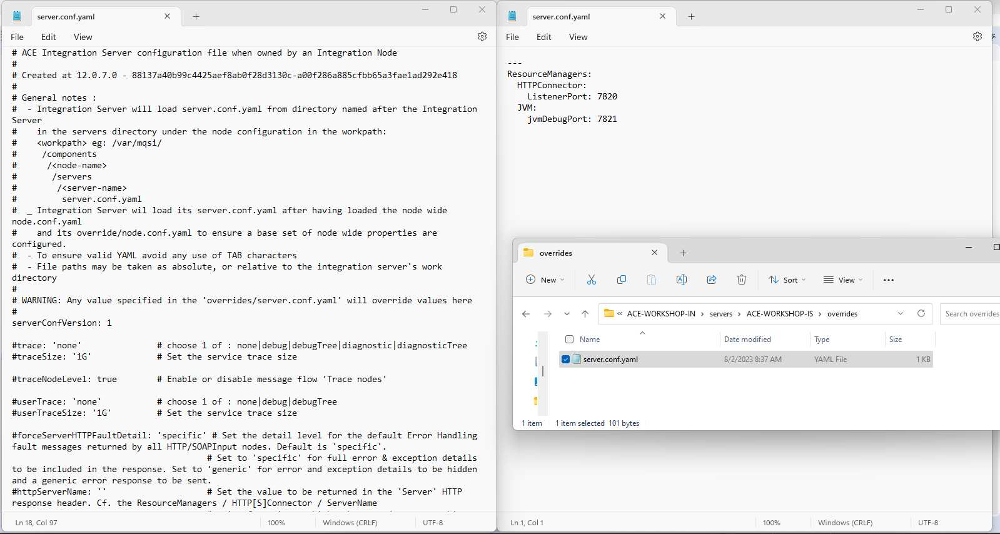 server.conf.yaml
File Edit View
# ACE Integration Server configuration file when owned by an Integration Node
#
# Created at 12.0.7.0 - 88137a40b99c4425aef8ab0f28d3130c-a00f286a885cfbb65a3fae1ad292e418
#
# General notes :
#  - Integration Server will load server.conf.yaml from directory named after the Integration
Server
#    in the servers directory under the node configuration in the workpath:
#    <workpath> eg: /var/mqsi/
#     /components
#      /<node-name>
#       /servers
#        /<server-name>
#         server.conf.yaml
#  _ Integration Server wil load its server.conf.yaml after having loaded the node wide
node.conf.yaml
#    and its override/node.conf.yaml to ensure a base set of node wide properties are
configured.
#  - To ensure valid YAML avoid any use of TAB characters
#  - File paths may be taken as absolute, or relative to the integration server's work
directory
#
# WARNING: Any value specified in the 'overrides/server.conf.yaml' will override values here
#
serverConfVersion: 1
#trace: 'none'               # choose 1 of : none|debug|debugTree|diagnostic|diagnosticTree
#traceSize: '1G'             # Set the service trace size
#traceNodeLevel: true        # Enable or disable message flow 'Trace nodes'
#userTrace: 'none'           # choose 1 of : none|debug|debugTree
#userTraceSize: '1G'         # Set the service trace size
#forceServerHTTPFaultDetail: 'specific' # Set the detail level for the default Error Handling
fault messages returned by all HTTP/SOAPInput nodes. Default is 'specific'.
                                       # Set to 'specific' for full error & exception details
to be included in the response. Set to 'generic' for error and exception details to be hidden
and a generic error response to be sent.
#httpServerName: ''                    # Set the value to be returned in the 'Server' HTTP
response header. Cf. the ResourceManagers / HTTP[S]Connector / ServerName
Ln 18, Col 97 100% Windows (CRLF) UTF-8
server.conf.yaml
File Edit View
---
ResourceManagers:
  HTTPConnector:
    ListenerPort: 7820
  JVM:
    jvmDebugPort: 7821
overrides
New Sort View
« ACE-WORKSHOP-IN > servers > ACE-WORKSHOP-IS > overrides Search overrides
Name Date modified Type Size
server.conf.yaml 8/2/2023 8:37 AM YAML File 1 KB
1 item 1 item selected 101 bytes
Ln 1, Col 1 100% Windows (CRLF) UTF-8